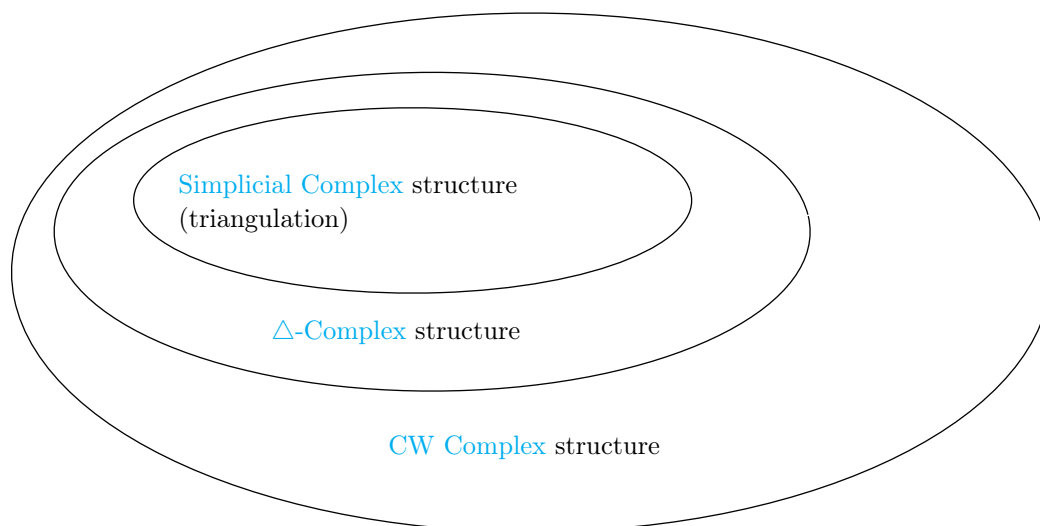 Simplicial Complex structure
(triangulation)
△-Complex structure
CW Complex structure